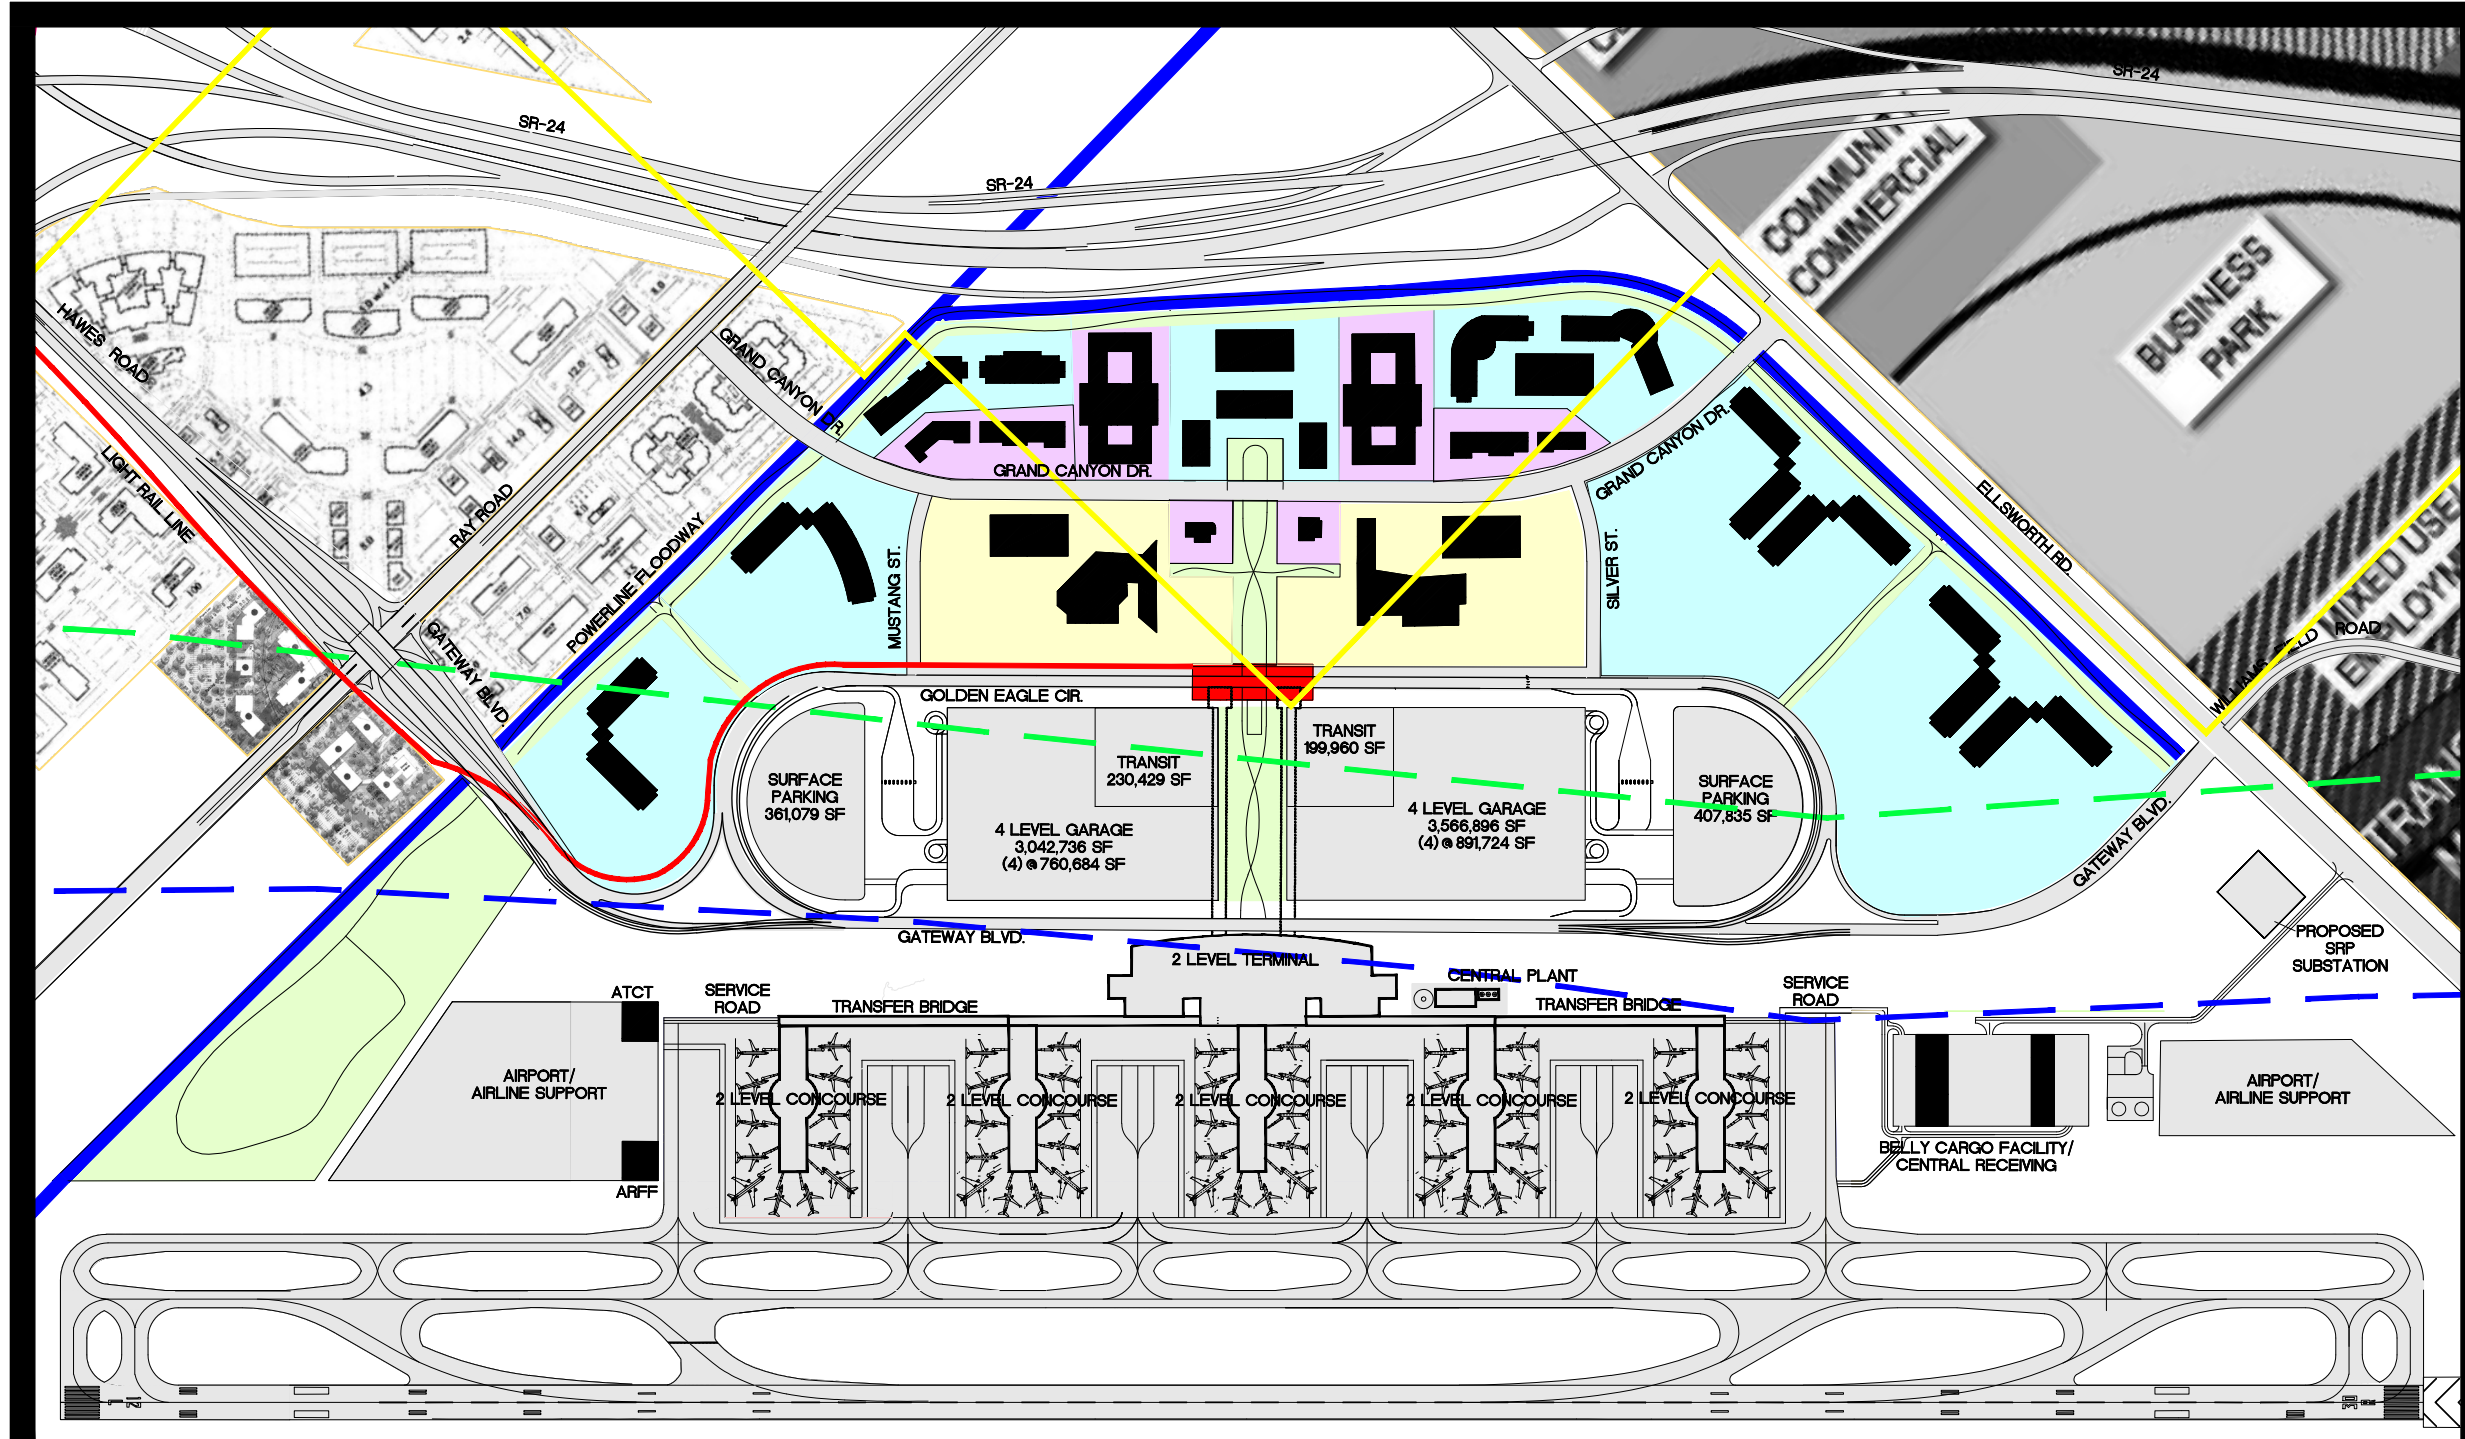 SR-24
SR-24
SR-24
COMMUNITY
COMMERCIAL
BUSINESS
PARK
HAWES ROAD
GRAND CANYON DR.
LIGHT RAIL LINE
RAY ROAD
POWERLINE FLOODWAY
GATEWAY BLVD.
GRAND CANYON DR.
GRAND CANYON DR.
ELLSWORTH RD.
MUSTANG ST.
SILVER ST.
WILLIAMS FIELD ROAD
MIXED USE
GOLDEN EAGLE CIR.
TRANSIT
230,429 SF
TRANSIT
199,960 SF
SURFACE
PARKING
361,079 SF
4 LEVEL GARAGE
3,042,736 SF
(4) @ 760,684 SF
4 LEVEL GARAGE
3,566,896 SF
(4) @ 891,724 SF
SURFACE
PARKING
407,835 SF
GATEWAY BLVD.
GATEWAY BLVD.
2 LEVEL TERMINAL
CENTRAL PLANT
PROPOSED
SRP
SUBSTATION
ATCT
SERVICE
ROAD
TRANSFER BRIDGE
TRANSFER BRIDGE
SERVICE
ROAD
AIRPORT/
AIRLINE SUPPORT
2 LEVEL CONCOURSE
2 LEVEL CONCOURSE
2 LEVEL CONCOURSE
2 LEVEL CONCOURSE
2 LEVEL CONCOURSE
AIRPORT/
AIRLINE SUPPORT
BELLY CARGO FACILITY/
CENTRAL RECEIVING
ARFF